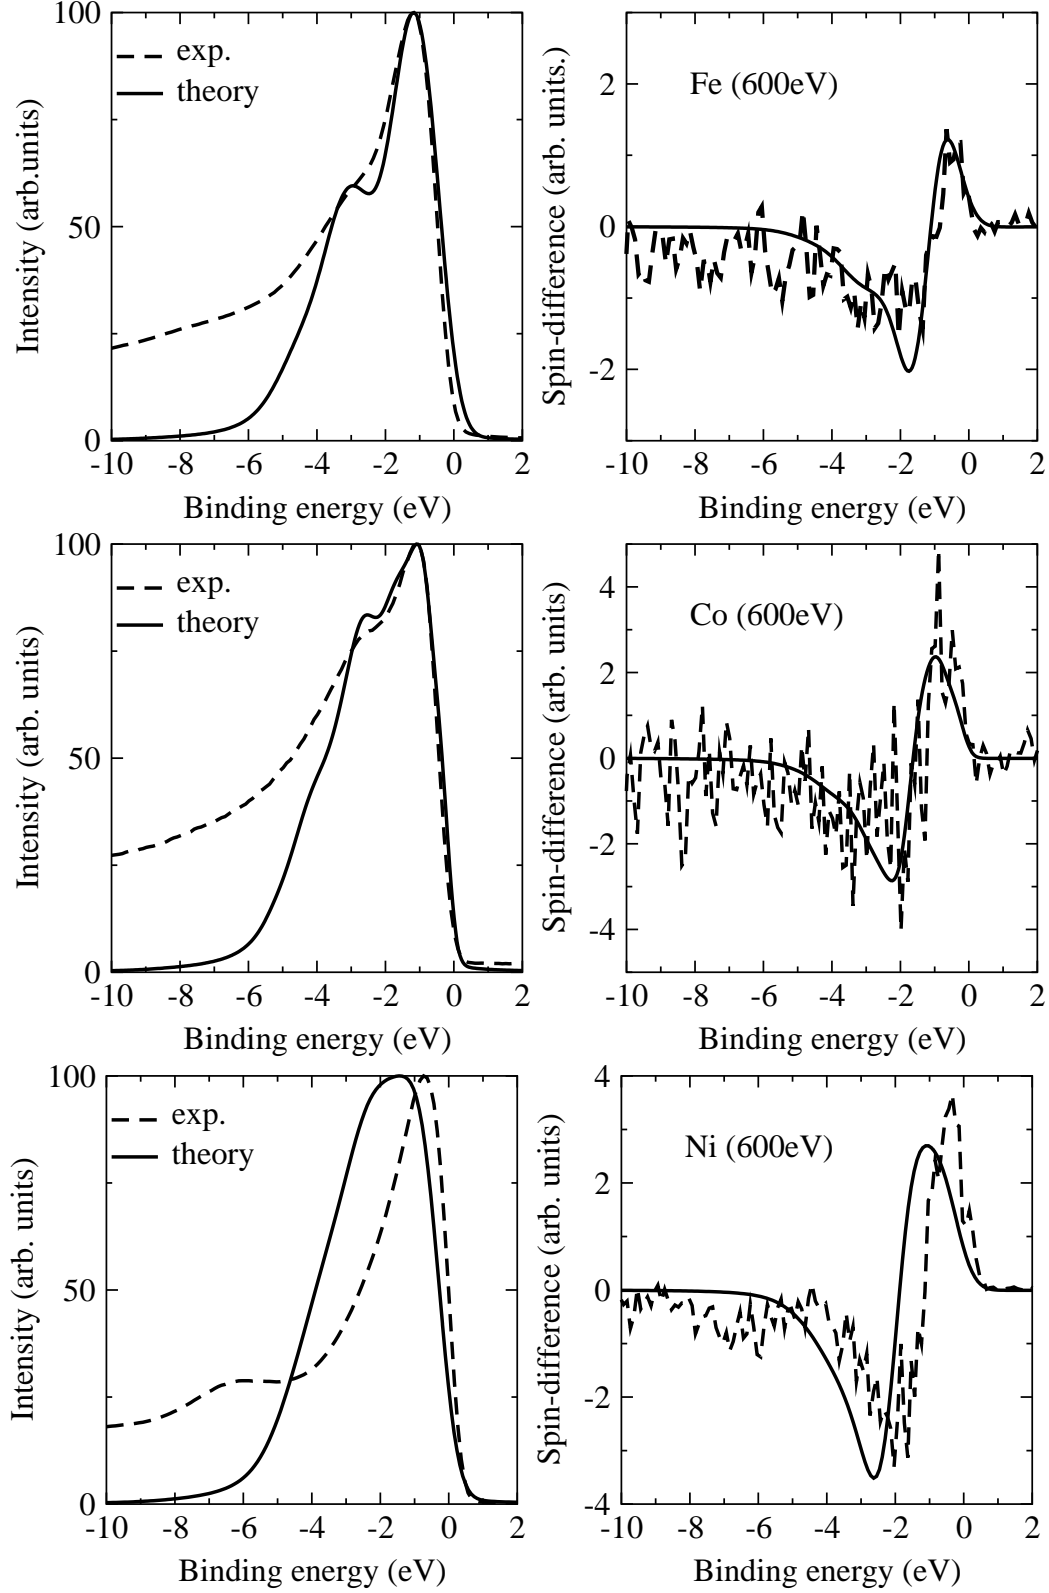 100
50
0
Intensity (arb.units)
exp.
theory
-10 -8 -6 -4 -2 0 2
Binding energy (eV)
2
0
-2
Spin-difference (arb. units.)
Fe (600eV)
-10 -8 -6 -4 -2 0 2
Binding energy (eV)
100
50
0
Intensity (arb. units)
exp.
theory
-10 -8 -6 -4 -2 0 2
Binding energy (eV)
4
2
0
-2
-4
Spin-difference (arb. units)
Co (600eV)
-10 -8 -6 -4 -2 0 2
Binding energy (eV)
100
50
0
Intensity (arb. units)
exp.
theory
-10 -8 -6 -4 -2 0 2
Binding energy (eV)
4
2
0
-2
-4
Spin-difference (arb. units)
Ni (600eV)
-10 -8 -6 -4 -2 0 2
Binding energy (eV)